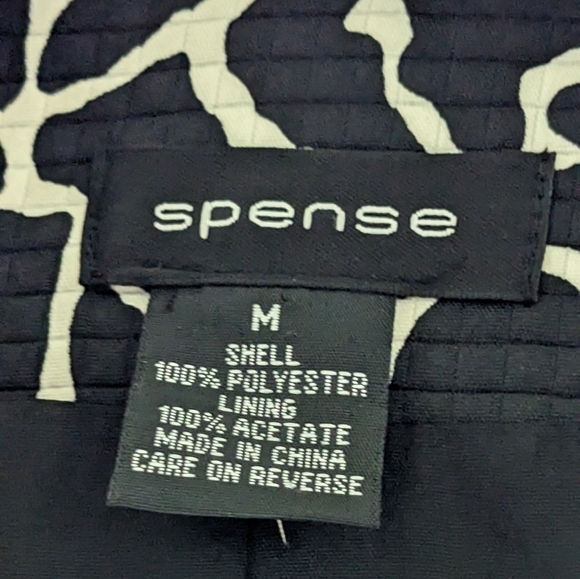 spense
M
SHELL
100% POLYESTER
LINING
100% ACETATE
MADE IN CHINA
CARE ON REVERSE